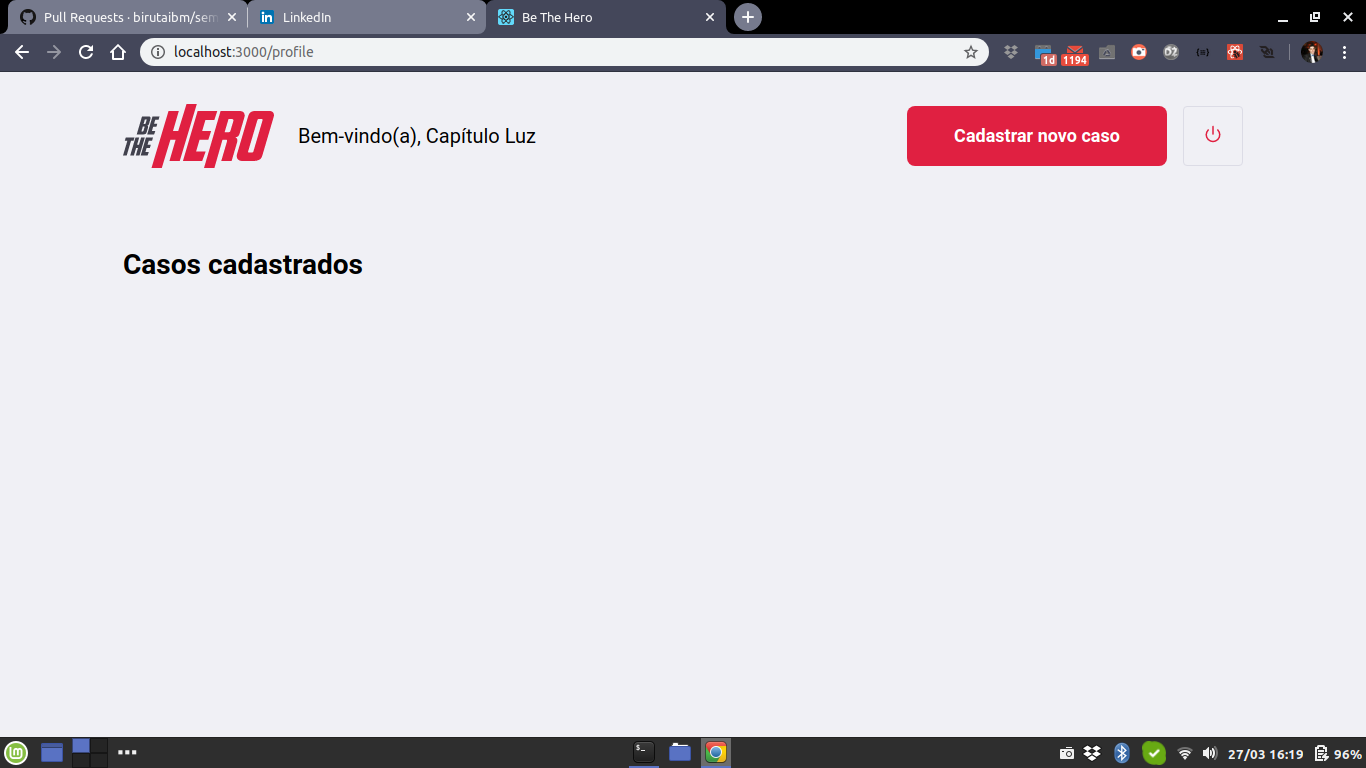 Pull Requests · birutaibm/sem
LinkedIn
Be The Hero
localhost:3000/profile
1d
1194
BE THE HERO
Bem-vindo(a), Capítulo Luz
Cadastrar novo caso
Casos cadastrados
27/03 16:19
96%